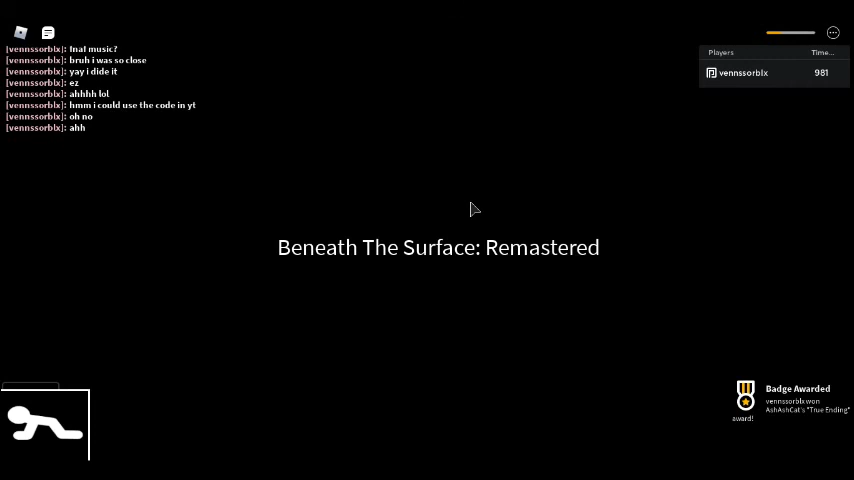 [vennssorblx]: fnaf music?
[vennssorblx]: bruh i was so close
[vennssorblx]: yay i dide it
[vennssorblx]: ez
[vennssorblx]: ahhhh lol
[vennssorblx]: hmm i could use the code in yt
[vennssorblx]: oh no
[vennssorblx]: ahh
Players Time...
vennssorblx 981
Beneath The Surface: Remastered
Badge Awarded
vennssorblx won
AshAshCat's "True Ending"
award!